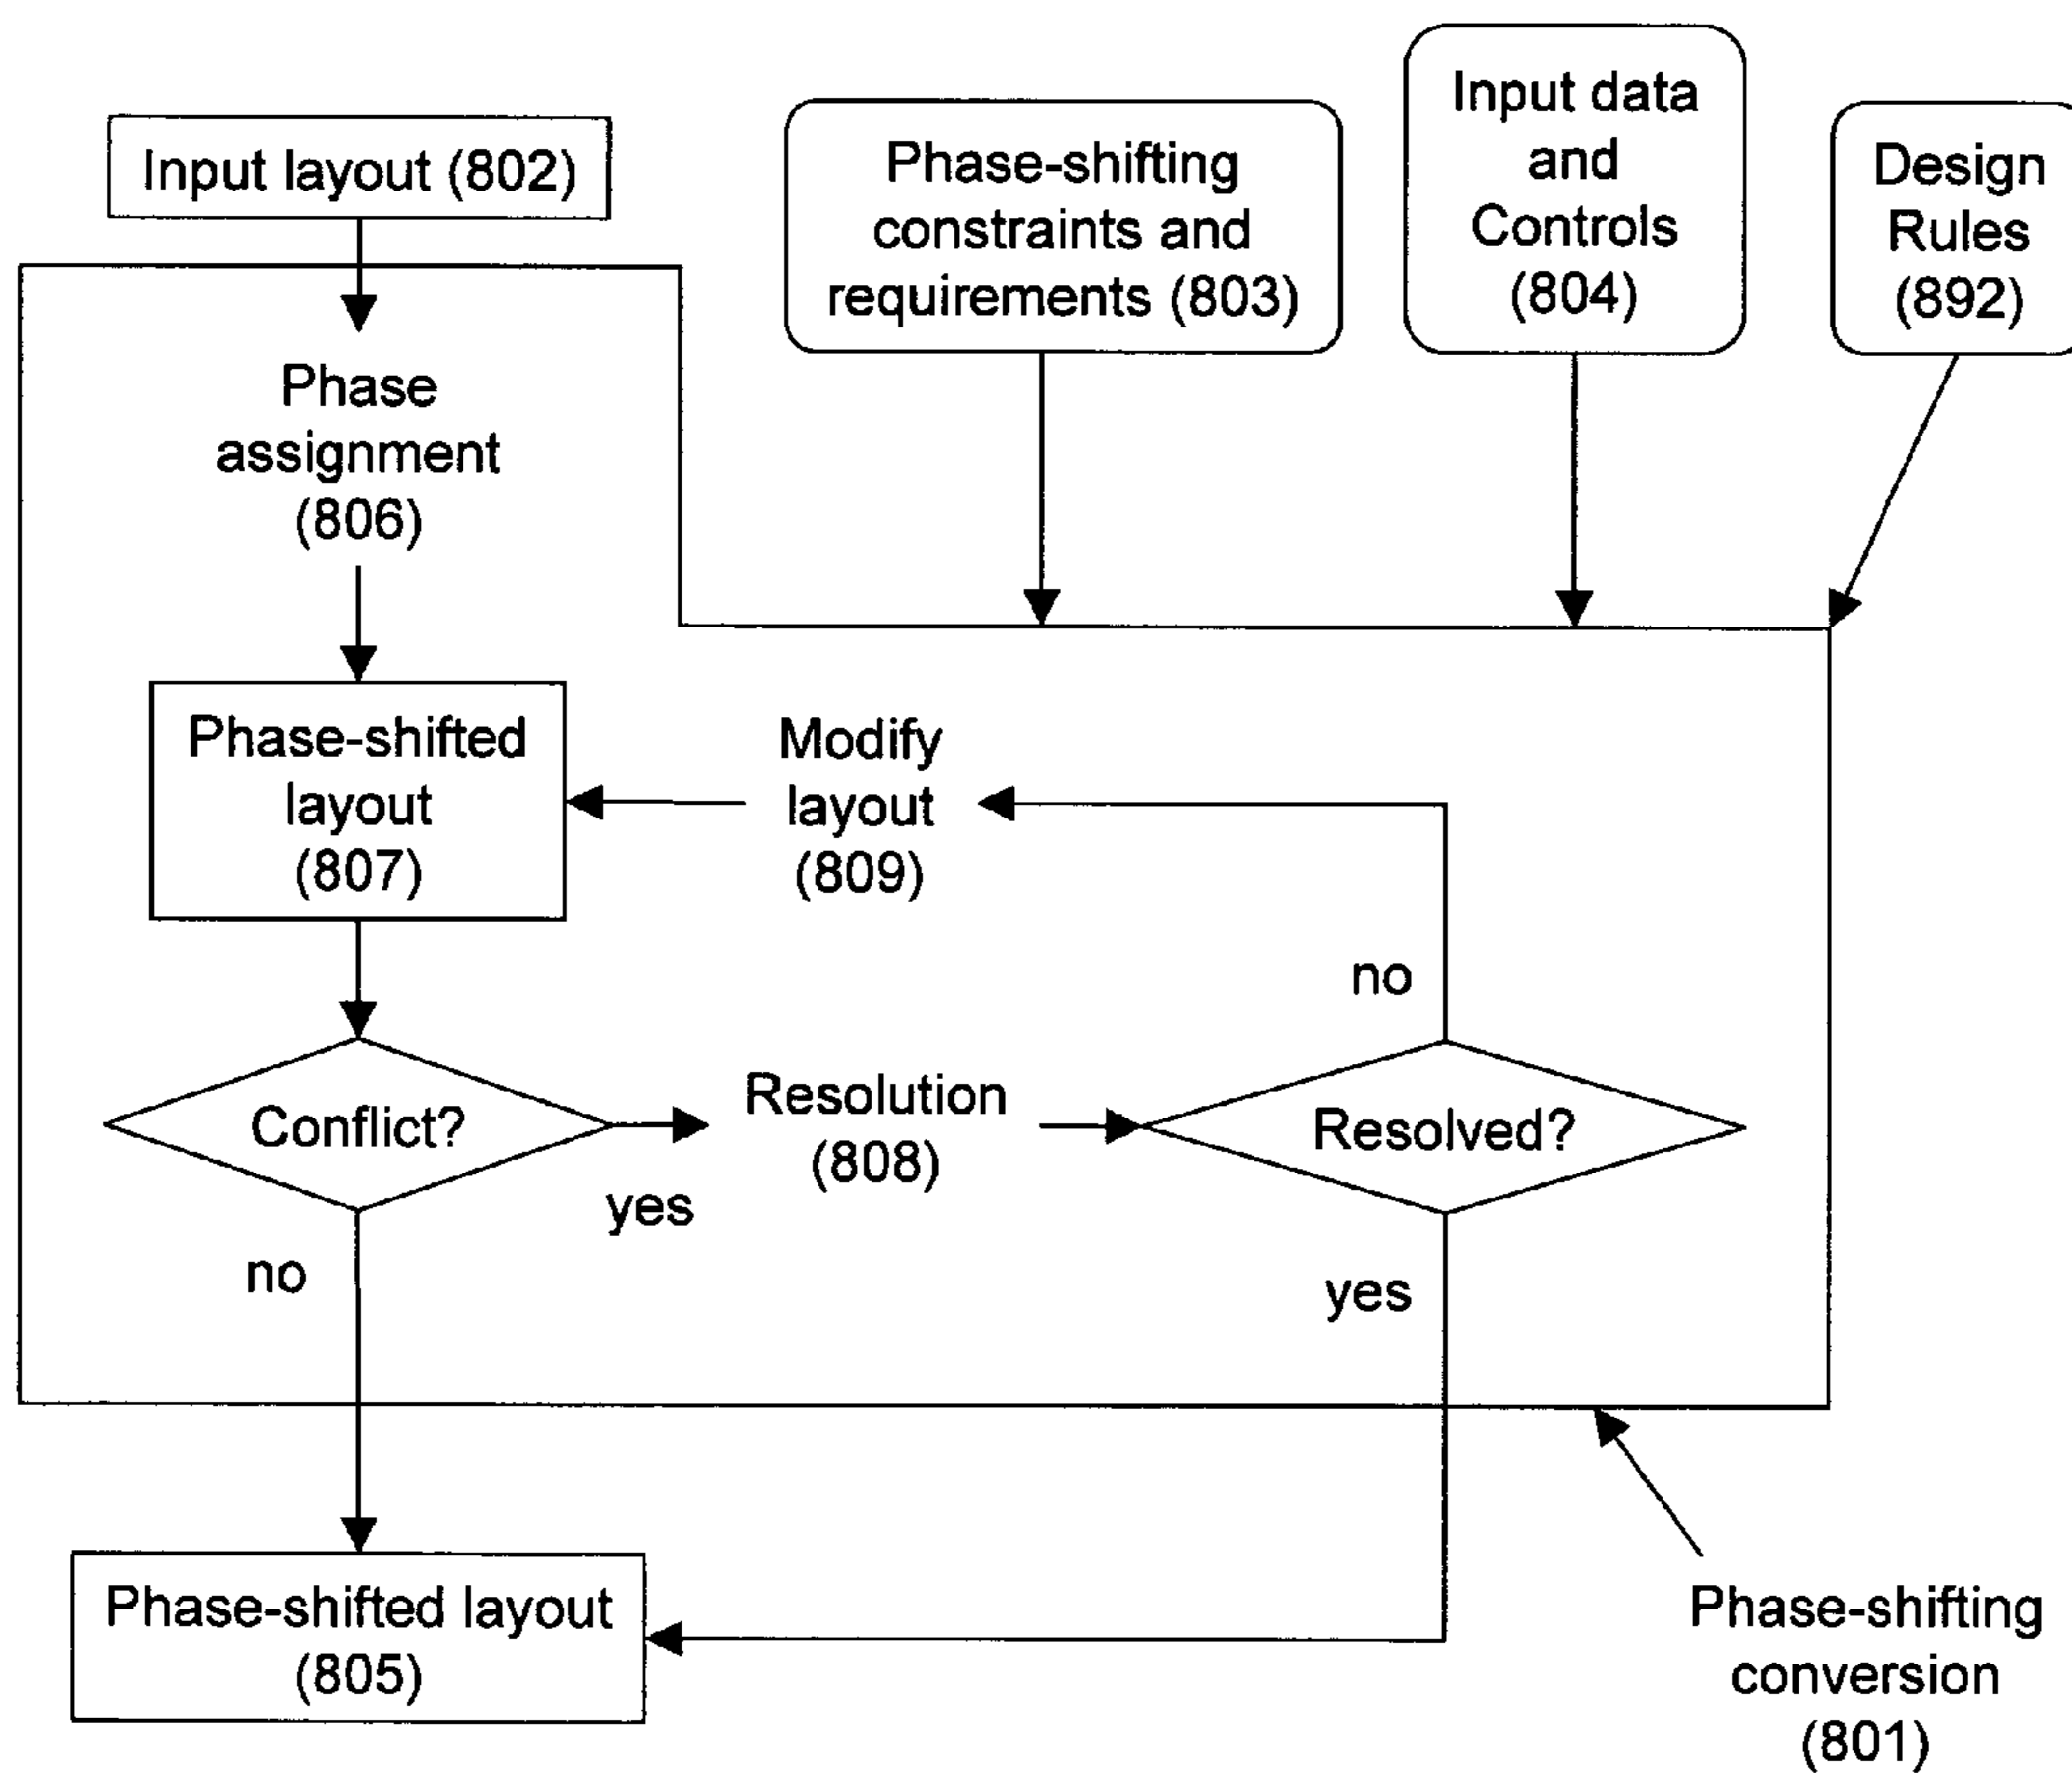 Input layout (802)
Phase-shifting
constraints and
requirements (803)
Input data
and
Controls
(804)
Design
Rules
(892)
Phase
assignment
(806)
Phase-shifted
layout
(807)
Modify
layout
(809)
no
Conflict?
yes
Resolution
(808)
Resolved?
no
yes
Phase-shifted layout
(805)
Phase-shifting
conversion
(801)